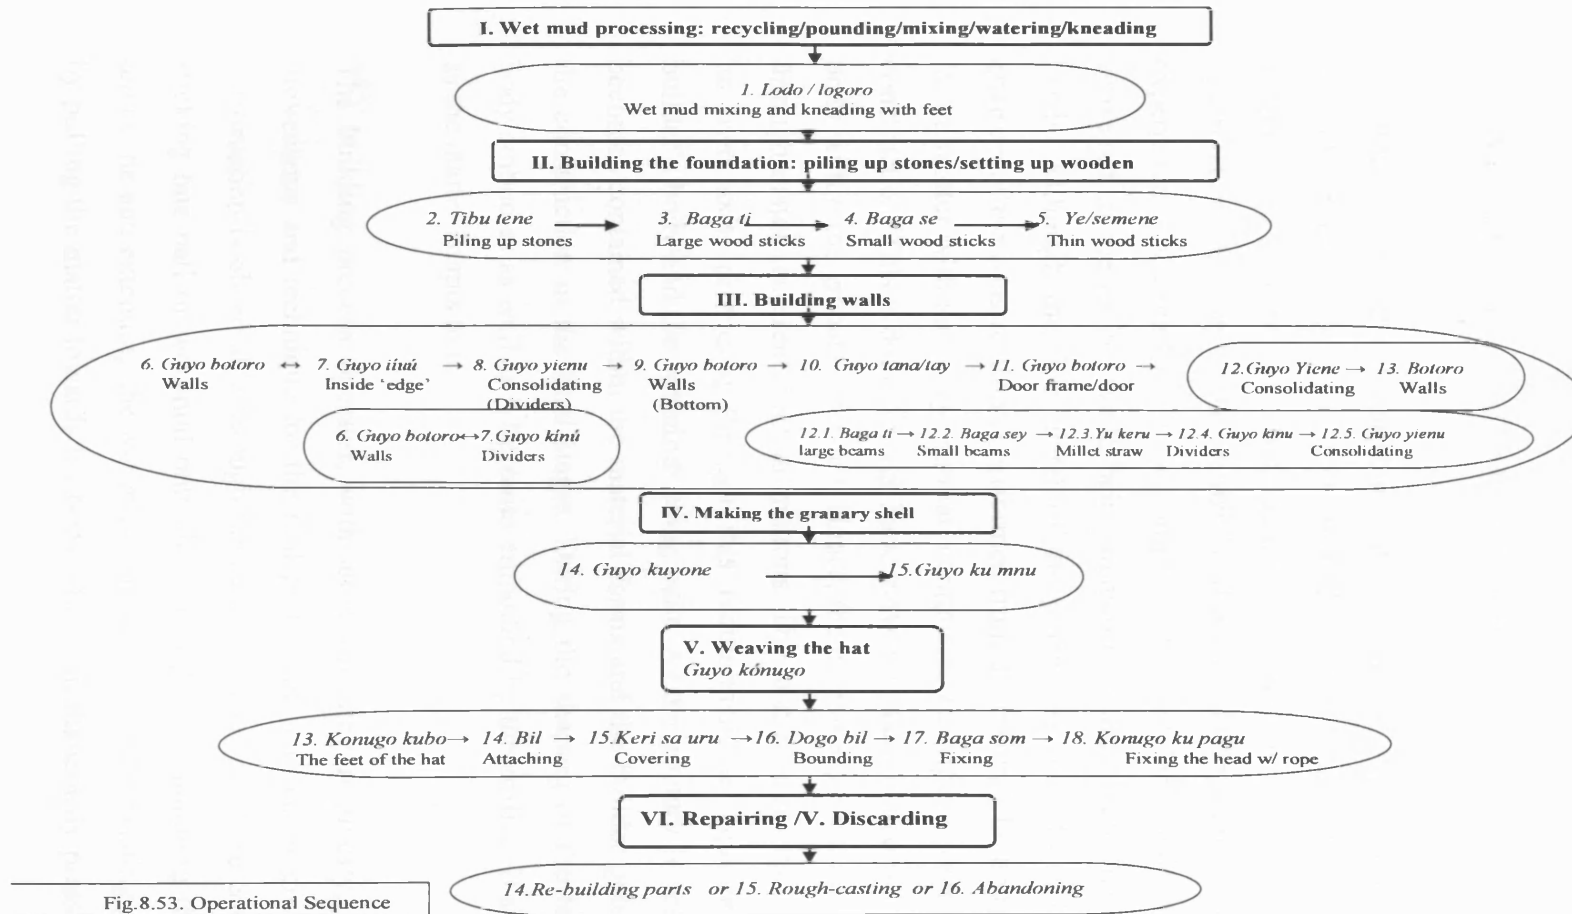 I. Wet mud processing: recycling/pounding/mixing/watering/kneading
1. Lodo / logoro
Wet mud mixing and kneading with feet
II. Building the foundation: piling up stones/setting up wooden
2. Tibu tene → 3. Baga ti → 4. Baga se → 5. Ye/semene
Piling up stones Large wood sticks Small wood sticks Thin wood sticks
III. Building walls
6. Guyo botoro ↔ 7. Guyo iíuú → 8. Guyo yienu → 9. Guyo botoro → 10. Guyo tana/tay → 11. Guyo botoro → 12.Guyo Yiene → 13. Botoro
Walls Inside ‘edge’ Consolidating Walls Door frame/door Consolidating Walls
(Dividers) (Bottom)
6. Guyo botoro↔7.Guyo kínú
Walls Dividers
12.1. Baga ti → 12.2. Baga sey → 12.3.Yu keru → 12.4. Guyo kinu → 12.5. Guyo yienu
large beams Small beams Millet straw Dividers Consolidating
IV. Making the granary shell
14. Guyo kuyone → 15.Guyo ku mnu
V. Weaving the hat
Guyo kónugo
13. Konugo kubo→ 14. Bil → 15.Keri sa uru →16. Dogo bil → 17. Baga som → 18. Konugo ku pagu
The feet of the hat Attaching Covering Bounding Fixing Fixing the head w/ rope
VI. Repairing /V. Discarding
14.Re-building parts or 15. Rough-casting or 16. Abandoning
Fig.8.53. Operational Sequence